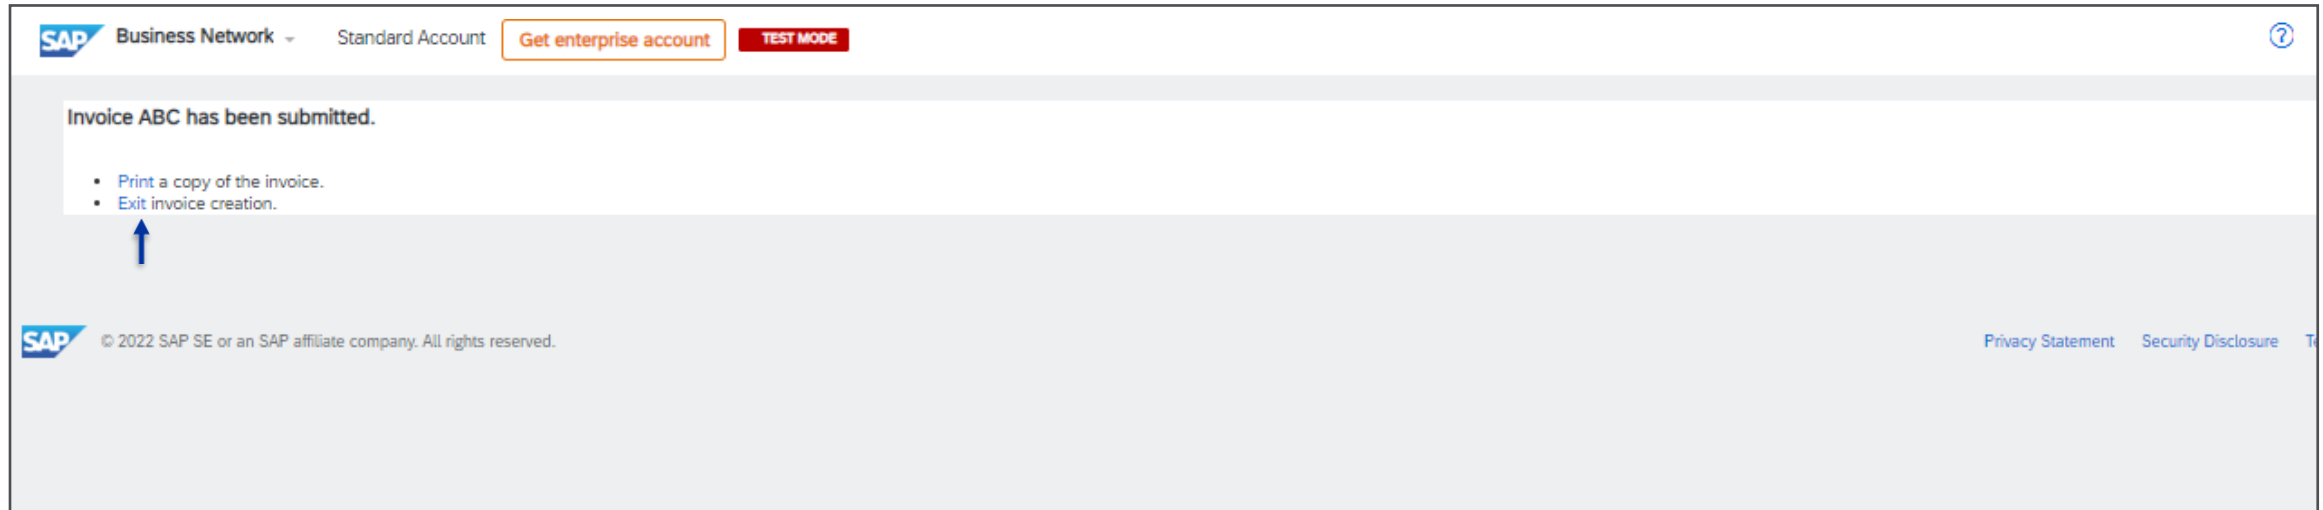 SAP Business Network Standard Account Get enterprise account TEST MODE ?
Invoice ABC has been submitted.
• Print a copy of the invoice.
• Exit invoice creation.
SAP © 2022 SAP SE or an SAP affiliate company. All rights reserved. Privacy Statement Security Disclosure